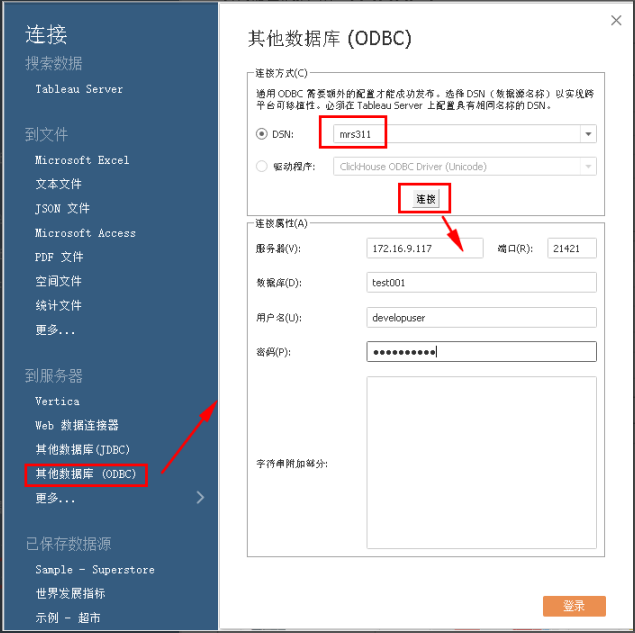 连接
搜索数据
Tableau Server
到文件
Microsoft Excel
文本文件
JSON 文件
Microsoft Access
PDF 文件
空间文件
统计文件
更多...
到服务器
Vertica
Web 数据连接器
其他数据库(JDBC)
其他数据库 (ODBC)
更多...
已保存数据源
Sample - Superstore
世界发展指标
示例 - 超市
其他数据库 (ODBC)
连接方式(C)
通用 ODBC 需要额外的配置才能成功发布。选择 DSN（数据源名称）以实现跨
平台可移植性。必须在 Tableau Server 上配置具有相同名称的 DSN。
DSN: mrs311
驱动程序: ClickHouse ODBC Driver (Unicode)
连接
连接属性(A)
服务器(V): 172.16.9.117 端口(R): 21421
数据库(D): test001
用户名(U): developuser
密码(P): ●●●●●●●●●●
字符串附加部分:
登录